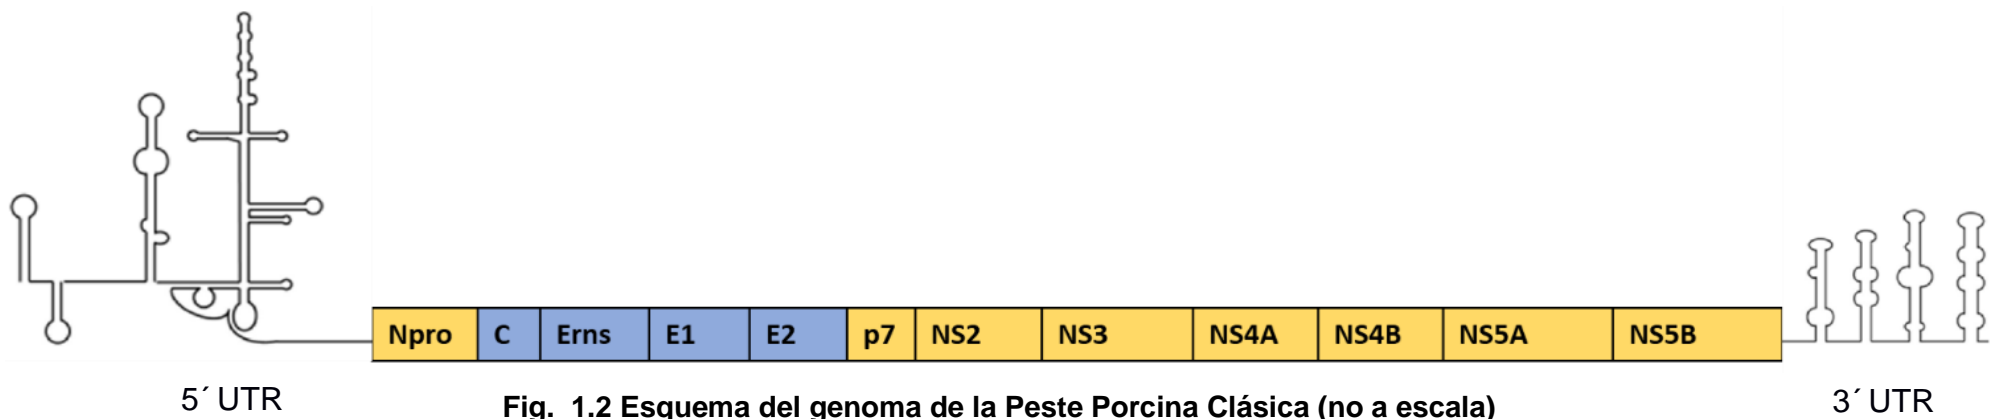 Npro C Erns E1 E2 p7 NS2 NS3 NS4A NS4B NS5A NS5B
5´ UTR
3´ UTR
Fig. 1.2 Esquema del genoma de la Peste Porcina Clásica (no a escala)